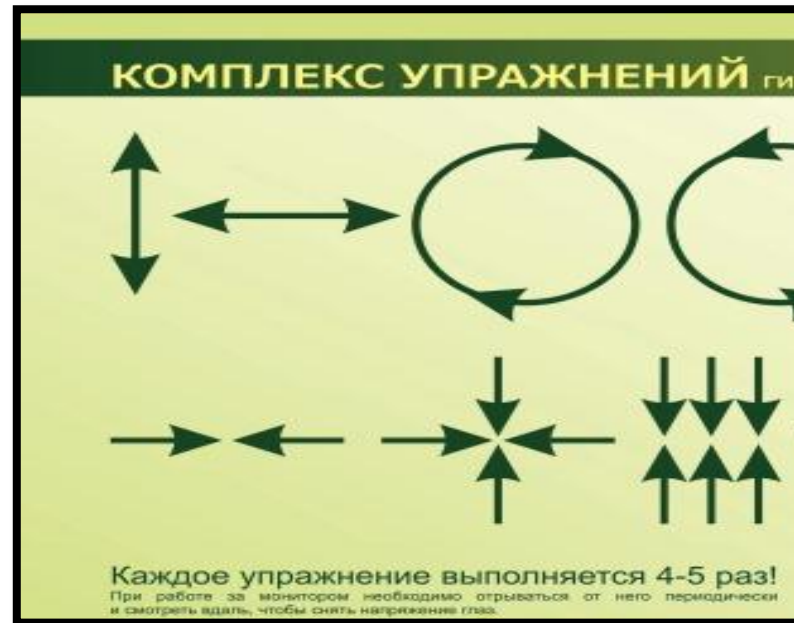 КОМПЛЕКС УПРАЖНЕНИЙ ГИ
Каждое упражнение выполняется 4-5 раз!
При работе за монитором необходимо отрываться от него периодически
и смотреть вдаль, чтобы снять напряжение глаз.